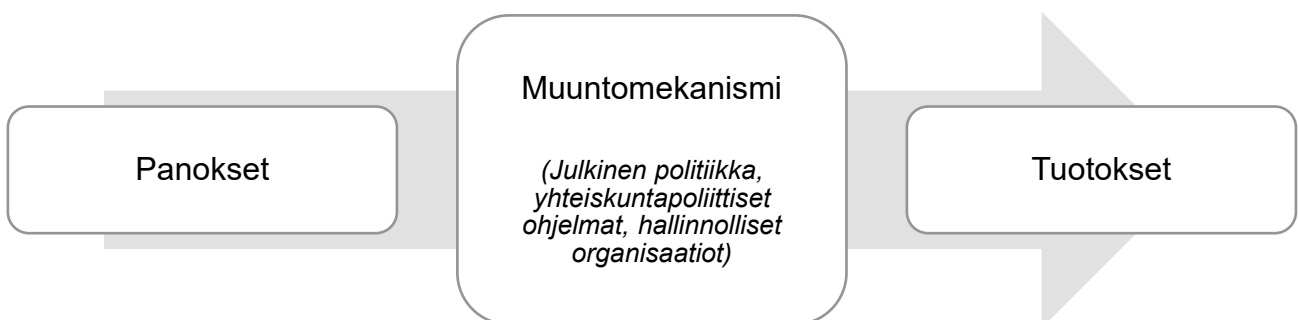 Panokset
Muuntomekanismi
(Julkinen politiikka,
yhteiskuntapoliittiset
ohjelmat, hallinnolliset
organisaatiot)
Tuotokset